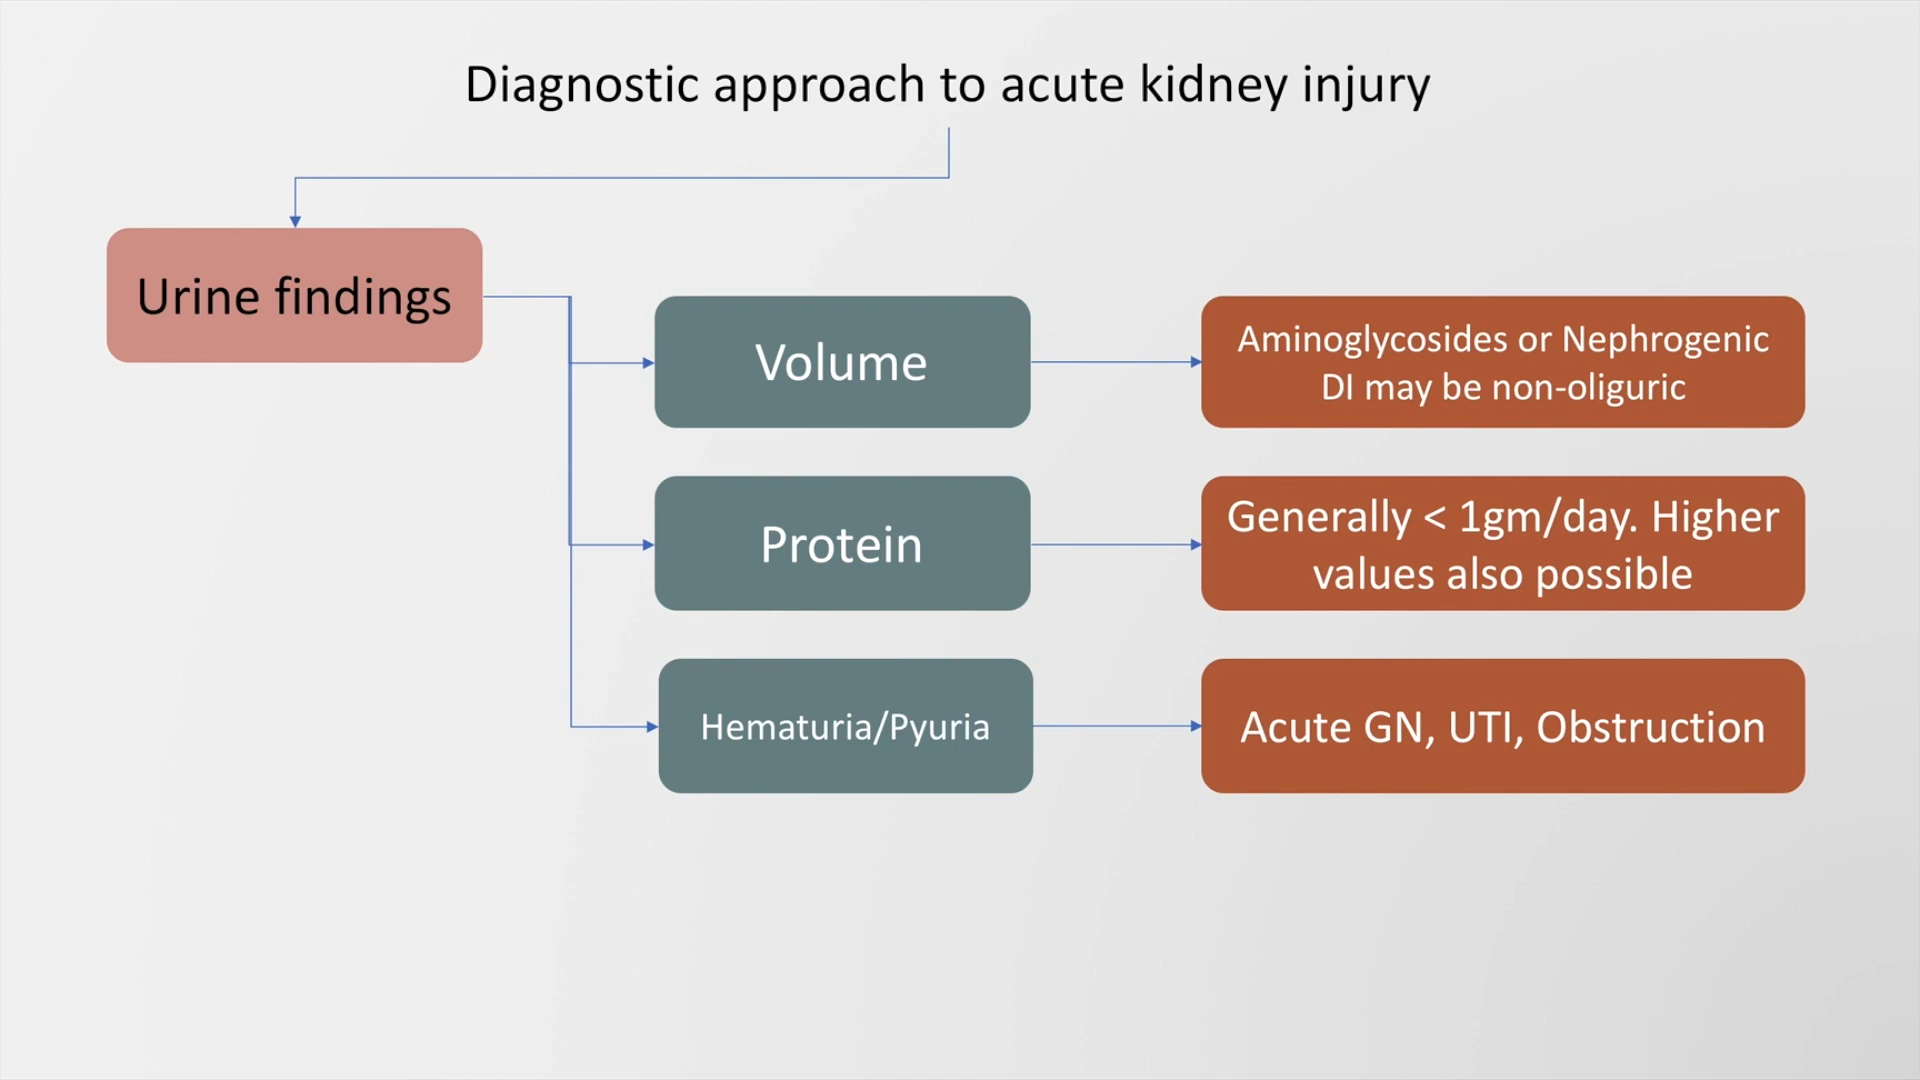 Diagnostic approach to acute kidney injury
Urine findings
Volume
Aminoglycosides or Nephrogenic
DI may be non-oliguric
Protein
Generally < 1gm/day. Higher
values also possible
Hematuria/Pyuria
Acute GN, UTI, Obstruction